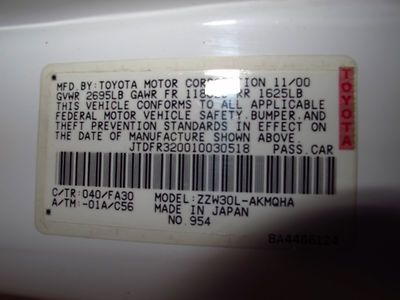 MFD.BY:TOYOTA MOTOR CORPORATION 11/00
GVWR 2695LB GAWR FR RR 1625LB
THIS VEHICLE CONFORMS TO ALL APPLICABLE
FEDERAL MOTOR VEHICLE SAFETY,BUMPER,AND
THEFT PREVENTION STANDARDS IN EFFECT ON
THE DATE OF MANUFACTURE SHOWN ABOVE.
JTDFR320010030518 PASS.CAR
TOYOTA
C/TR:040/FA30 MODEL:ZZW30L-AKMQHA
A/TM:-01A/C56 MADE IN JAPAN
NO.954
BA4466124